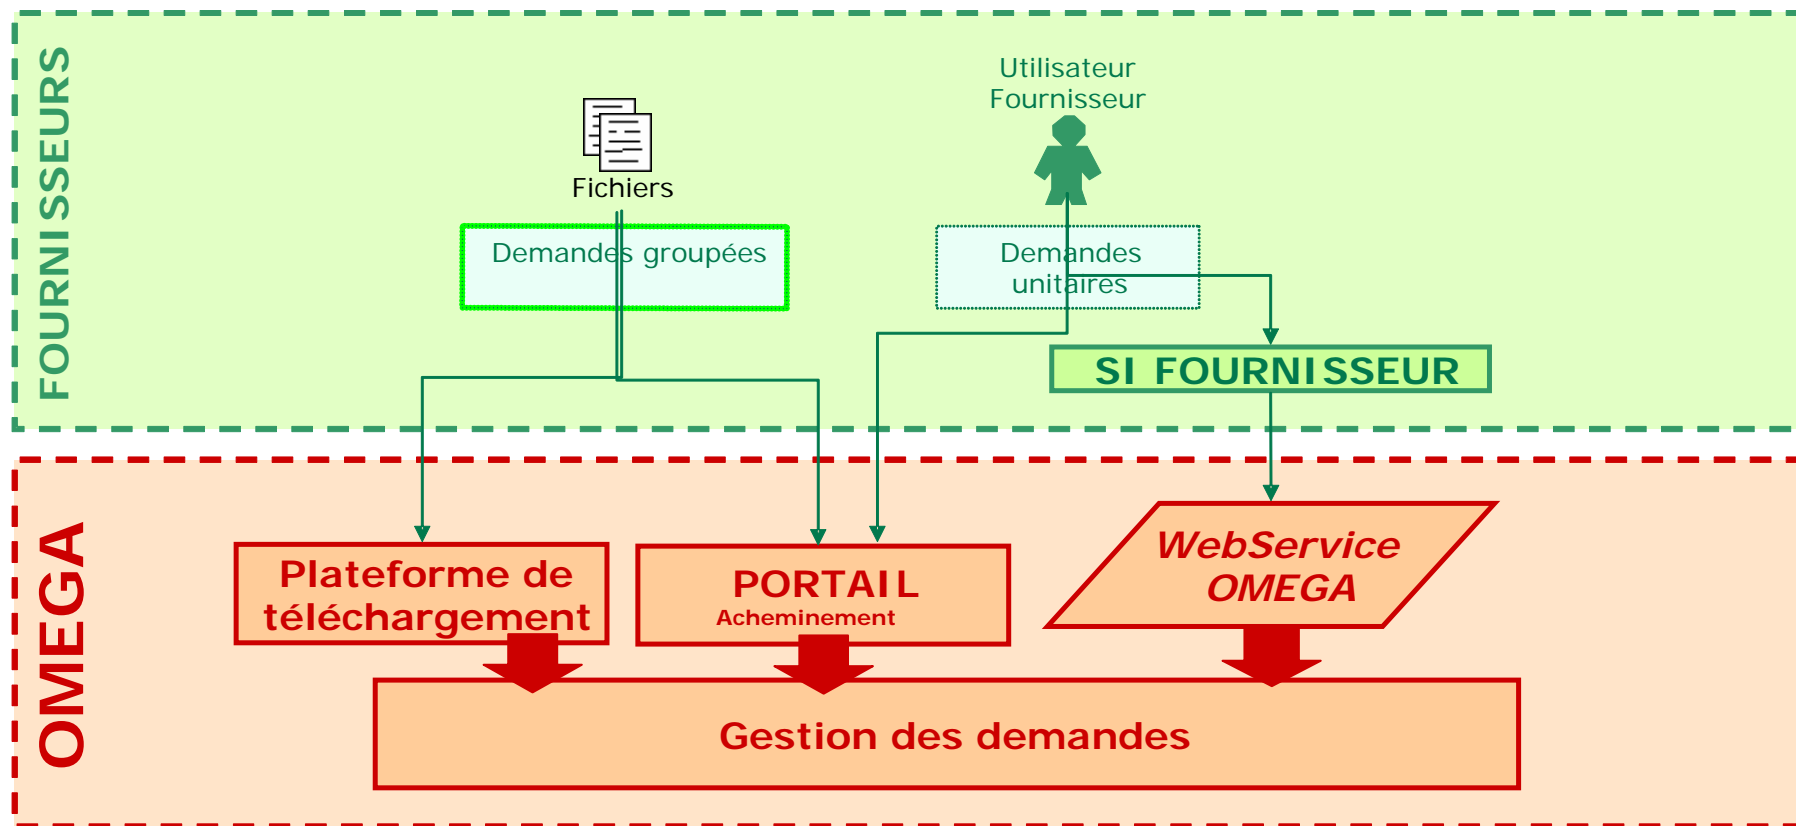 FOURNISSEURS
Utilisateur
Fournisseur
Fichiers
Demandes groupées
Demandes
unitaires
SI FOURNISSEUR
OMEGA
Plateforme de
téléchargement
PORTAIL
Acheminement
WebService
OMEGA
Gestion des demandes